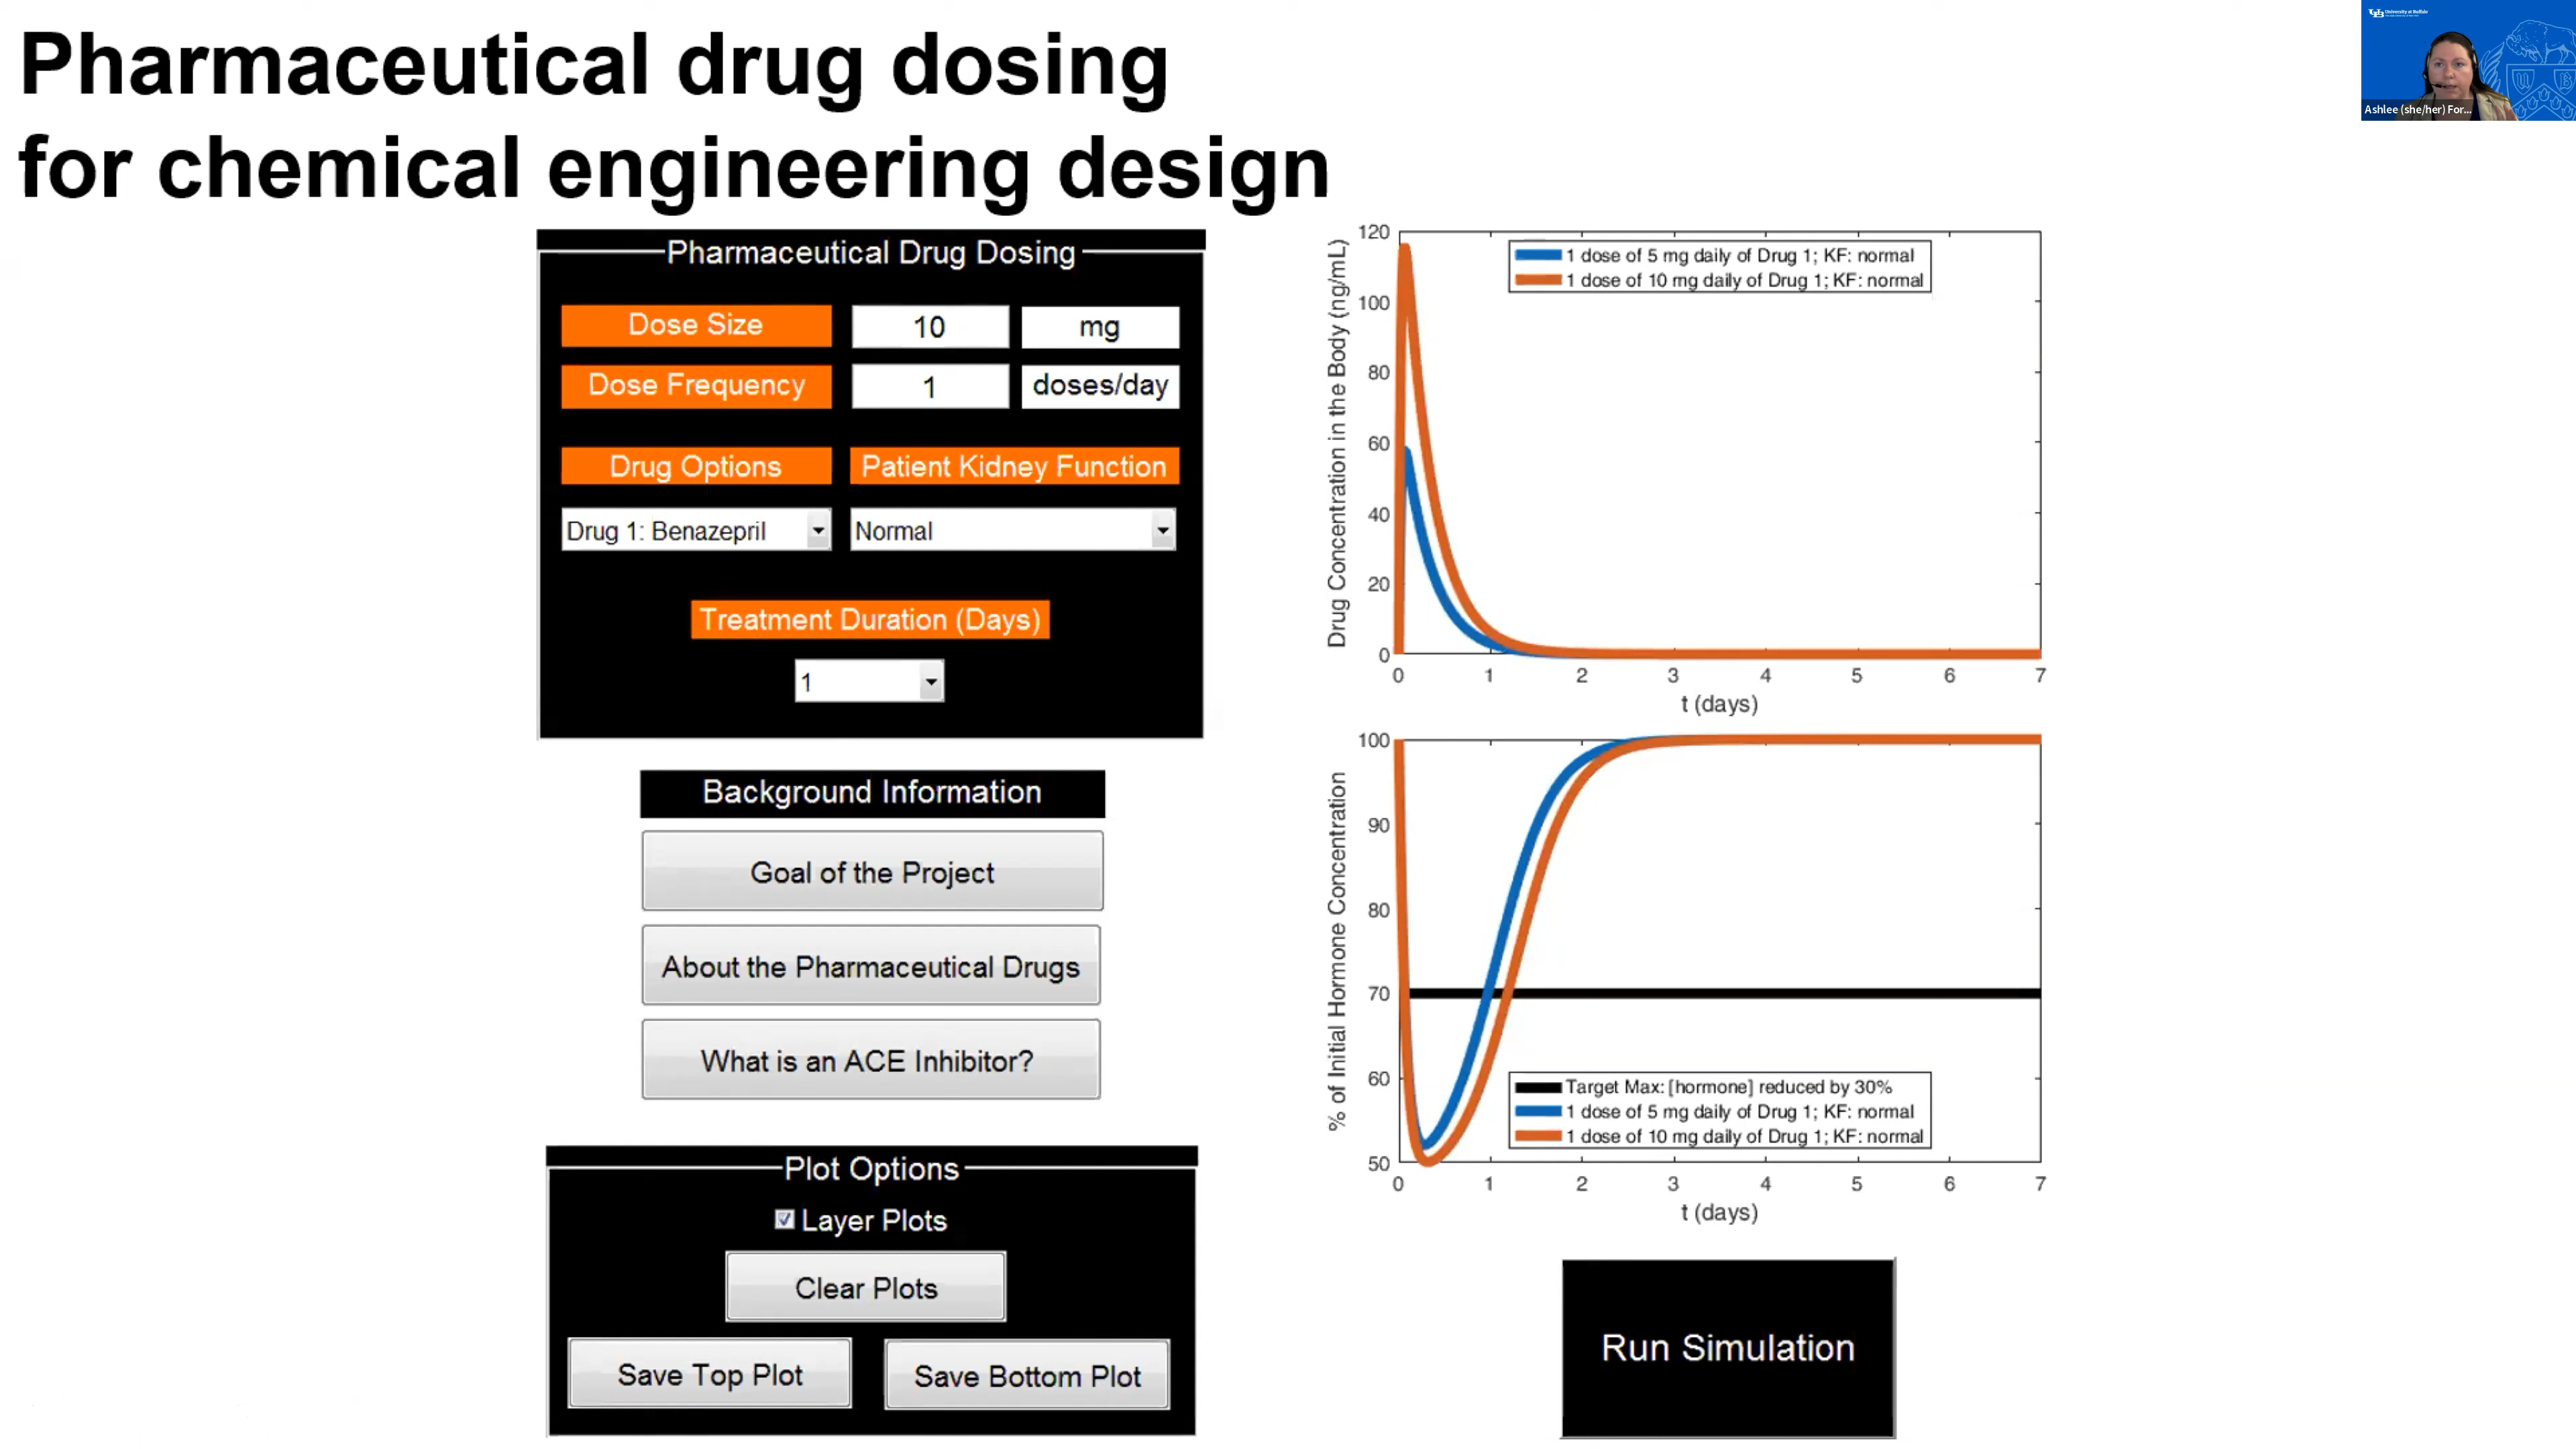 Pharmaceutical drug dosing
for chemical engineering design
University at Buffalo
Ashlee (she/her) For...
Pharmaceutical Drug Dosing
Dose Size 10 mg
Dose Frequency 1 doses/day
Drug Options Patient Kidney Function
Drug 1: Benazepril Normal
Treatment Duration (Days)
1
Background Information
Goal of the Project
About the Pharmaceutical Drugs
What is an ACE Inhibitor?
Plot Options
Layer Plots
Clear Plots
Save Top Plot Save Bottom Plot
Drug Concentration in the Body (ng/mL)
120
100
80
60
40
20
0
1 dose of 5 mg daily of Drug 1; KF: normal
1 dose of 10 mg daily of Drug 1; KF: normal
0 1 2 3 4 5 6 7
t (days)
% of Initial Hormone Concentration
100
90
80
70
60
50
Target Max: [hormone] reduced by 30%
1 dose of 5 mg daily of Drug 1; KF: normal
1 dose of 10 mg daily of Drug 1; KF: normal
0 1 2 3 4 5 6 7
t (days)
Run Simulation